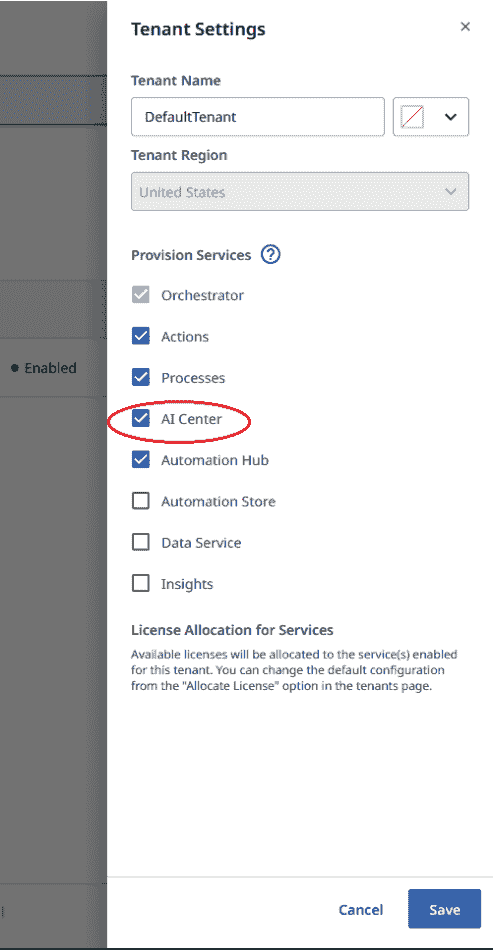 Tenant Settings
Tenant Name
DefaultTenant
Tenant Region
United States
Provision Services ?
Orchestrator
Actions
Enabled
Processes
AI Center
Automation Hub
Automation Store
Data Service
Insights
License Allocation for Services
Available licenses will be allocated to the service(s) enabled
for this tenant. You can change the default configuration
from the "Allocate License" option in the tenants page.
Cancel Save